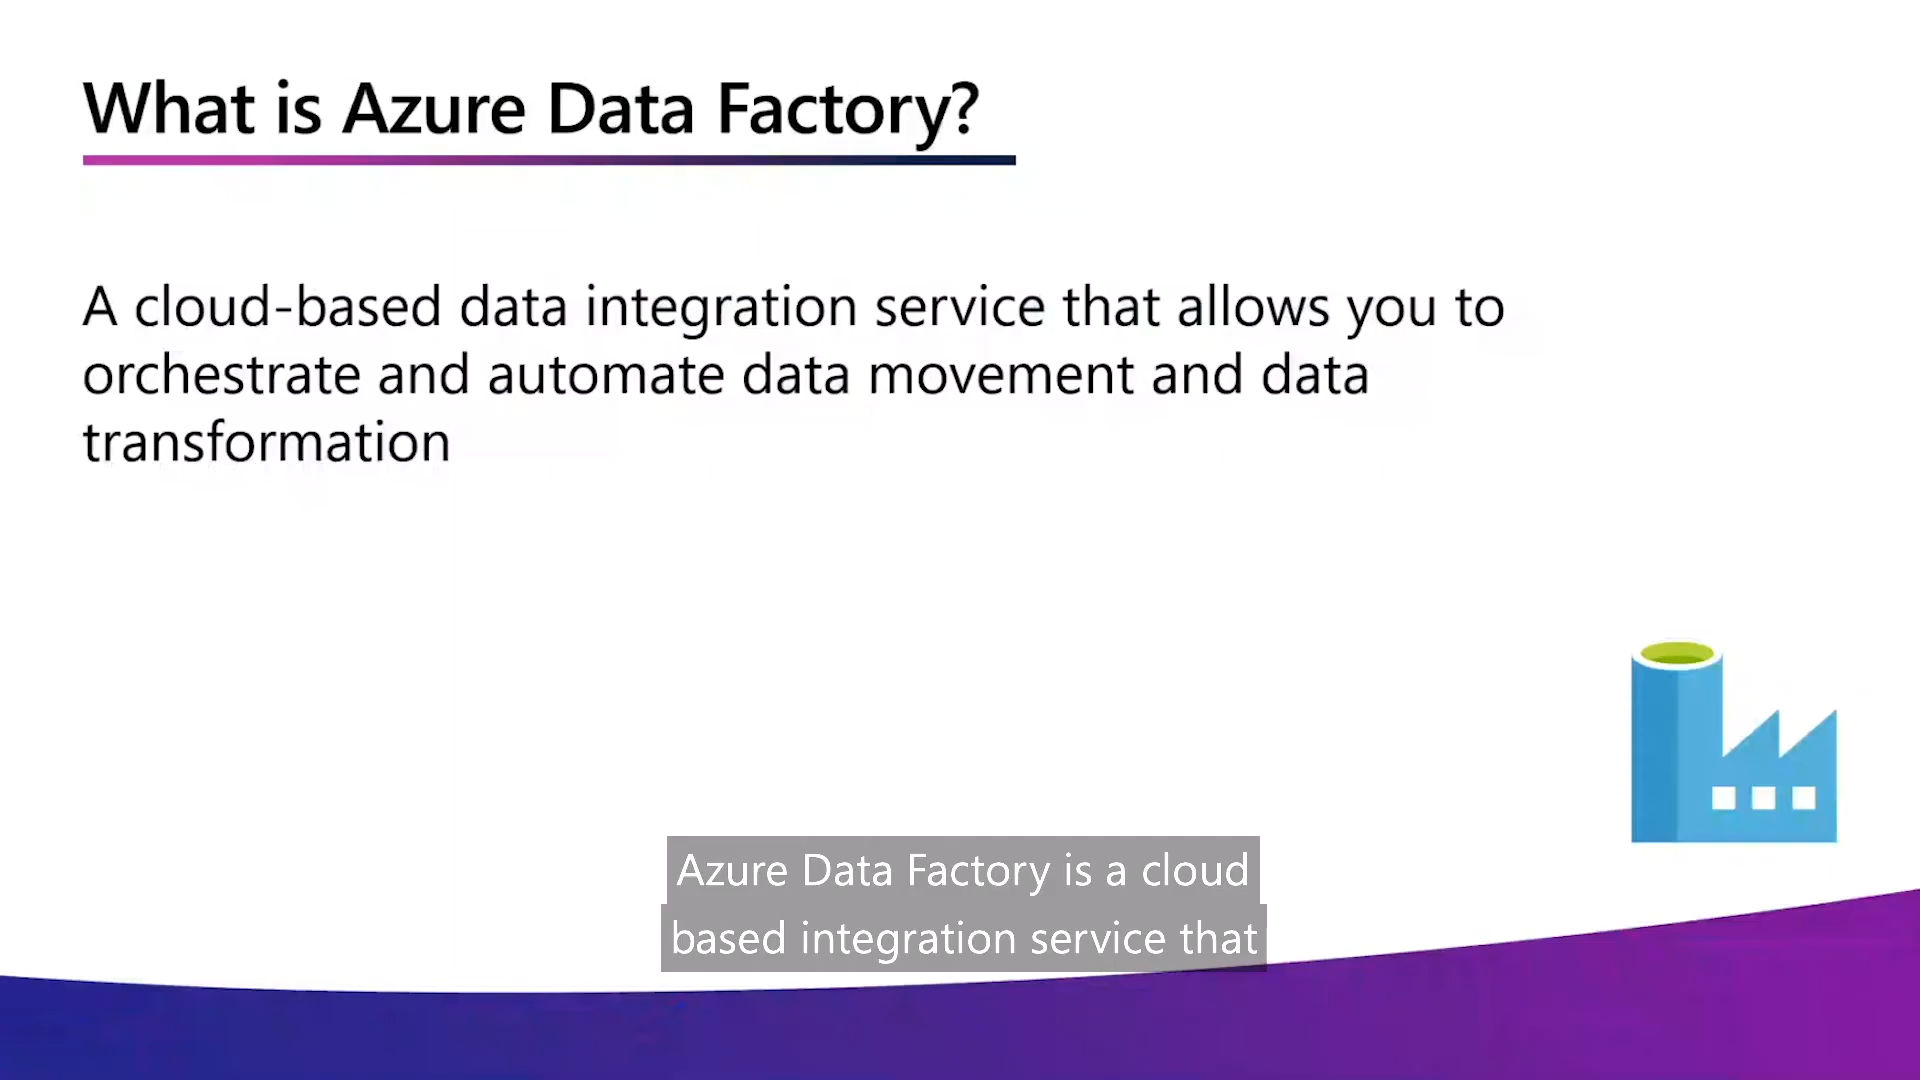 What is Azure Data Factory?
A cloud-based data integration service that allows you to
orchestrate and automate data movement and data
transformation
Azure Data Factory is a cloud
based integration service that